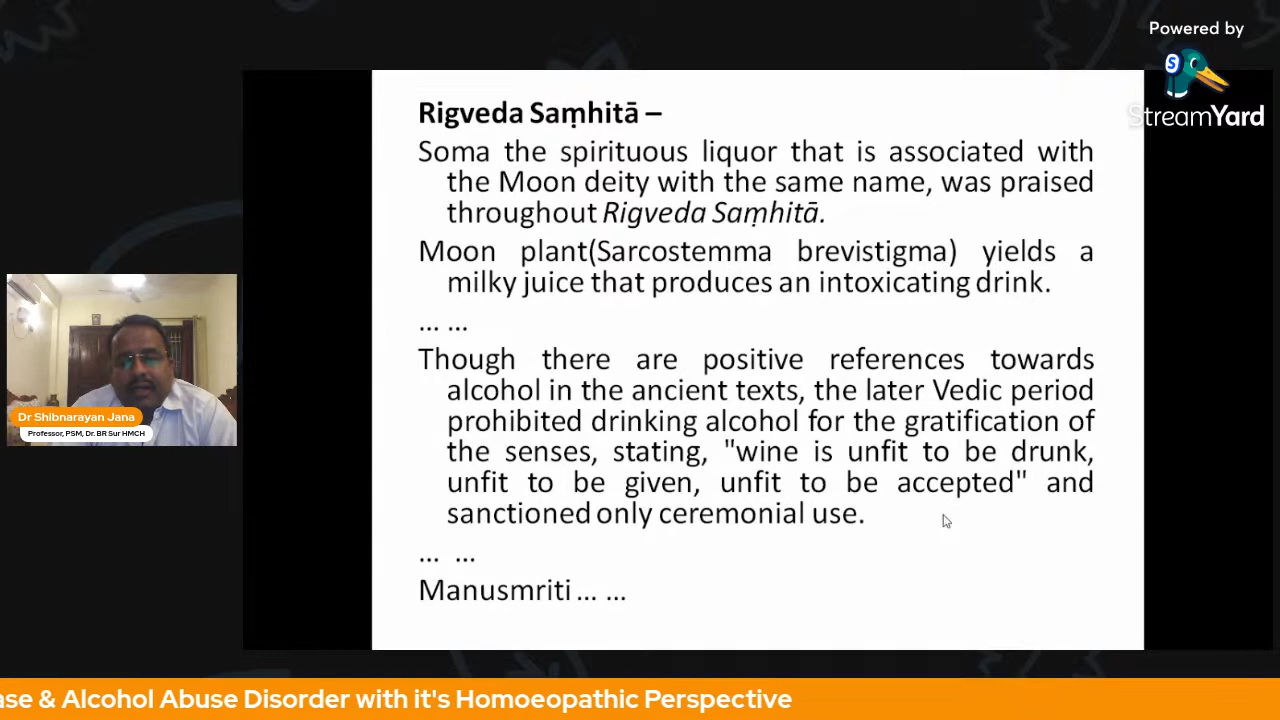 Powered by
S
StreamYard
Rigveda Saṃhitā –
Soma the spirituous liquor that is associated with
the Moon deity with the same name, was praised
throughout Rigveda Saṃhitā.
Moon plant(Sarcostemma brevistigma) yields a
milky juice that produces an intoxicating drink.
... ...
Though there are positive references towards
alcohol in the ancient texts, the later Vedic period
prohibited drinking alcohol for the gratification of
the senses, stating, "wine is unfit to be drunk,
unfit to be given, unfit to be accepted" and
sanctioned only ceremonial use.
... ...
Manusmriti ... ...
Dr Shibnarayan Jana
Professor, PSM, Dr. BR Sur HMCH
ase & Alcohol Abuse Disorder with it's Homoeopathic Perspective